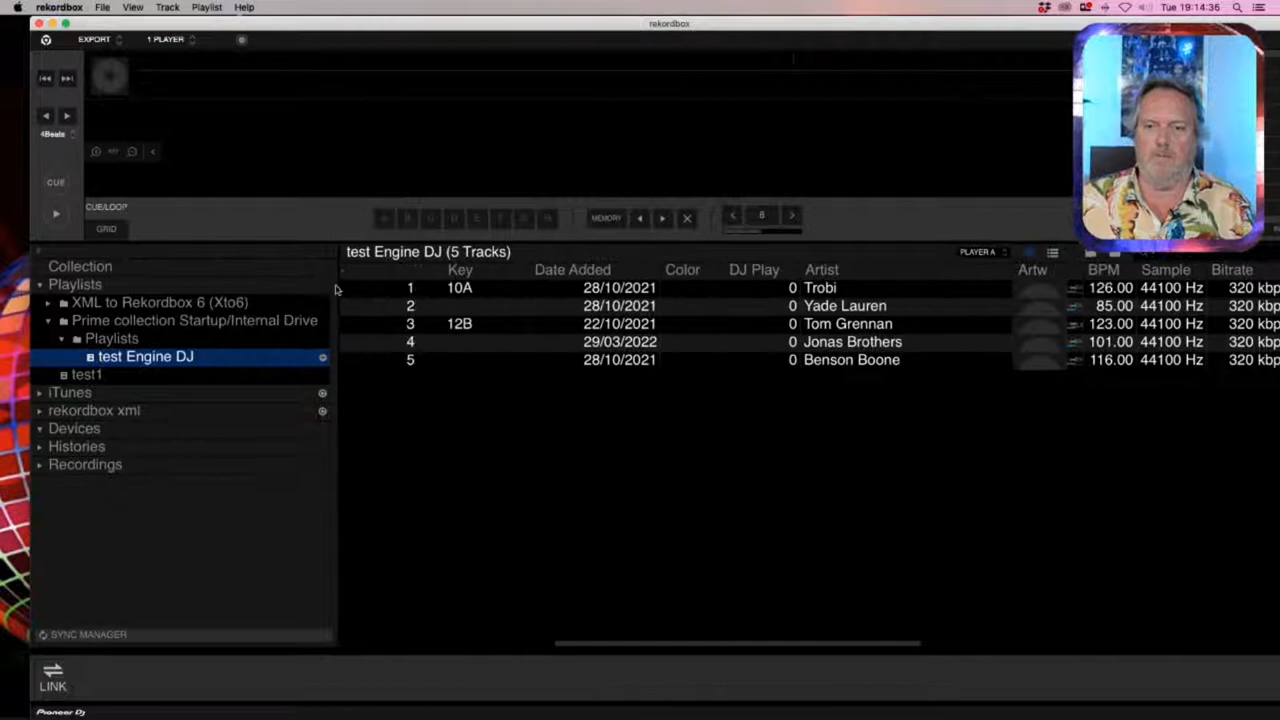 rekordbox File View Track Playlist Help Tue 19:14:36
rekordbox
EXPORT 1 PLAYER
4Beats
CUE
CUE/LOOP
GRID
MEMORY 8
test Engine DJ (5 Tracks) PLAYER A
Key Date Added Color DJ Play Artist Artw BPM Sample Bitrate
1 10A 28/10/2021 0 Trobi 126.00 44100 Hz 320 kbp
2 28/10/2021 0 Yade Lauren 85.00 44100 Hz 320 kbp
3 12B 22/10/2021 0 Tom Grennan 123.00 44100 Hz 320 kbp
4 29/03/2022 0 Jonas Brothers 101.00 44100 Hz 320 kbp
5 28/10/2021 0 Benson Boone 116.00 44100 Hz 320 kbp
Collection
Playlists
XML to Rekordbox 6 (Xto6)
Prime collection Startup/Internal Drive
Playlists
test Engine DJ
test1
iTunes
rekordbox xml
Devices
Histories
Recordings
SYNC MANAGER
LINK
Pioneer Dj